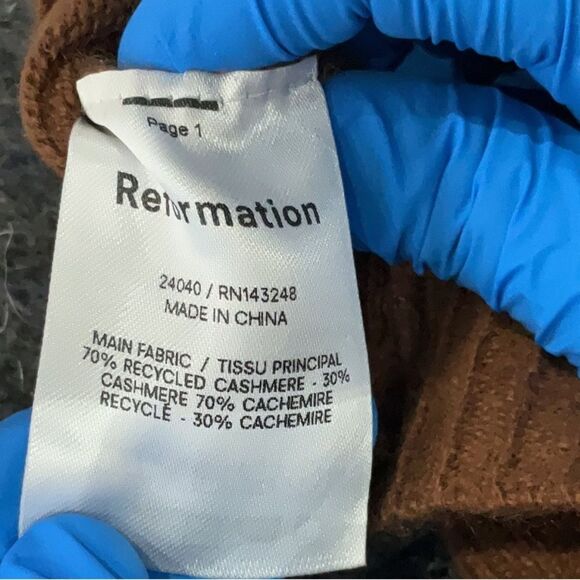 Page 1
Reformation
24040 / RN143248
MADE IN CHINA
MAIN FABRIC / TISSU PRINCIPAL
70% RECYCLED CASHMERE - 30%
CASHMERE 70% CACHEMIRE
RECYCLÉ - 30% CACHEMIRE